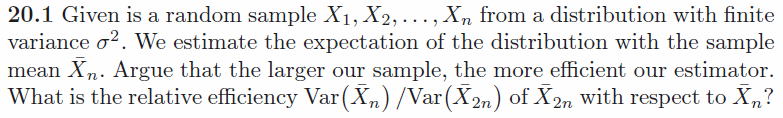 20.1 Given is a random sample X₁, X₂, . . . , Xₙ from a distribution with finite
variance σ². We estimate the expectation of the distribution with the sample
mean X̄ₙ. Argue that the larger our sample, the more efficient our estimator.
What is the relative efficiency Var(X̄ₙ) /Var(X̄₂ₙ) of X̄₂ₙ with respect to X̄ₙ?